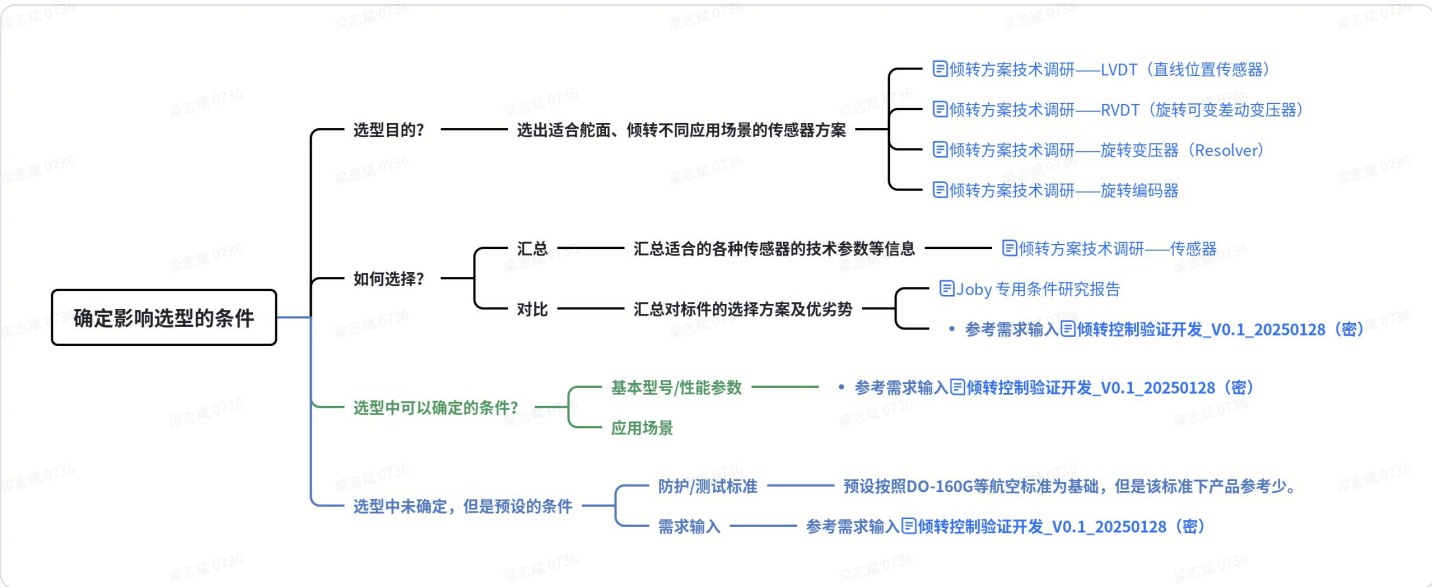 确定影响选型的条件
选型目的？
选出适合舵面、倾转不同应用场景的传感器方案
倾转方案技术调研——LVDT（直线位置传感器）
倾转方案技术调研——RVDT（旋转可变差动变压器）
倾转方案技术调研——旋转变压器（Resolver）
倾转方案技术调研——旋转编码器
如何选择？
汇总
汇总适合的各种传感器的技术参数等信息
倾转方案技术调研——传感器
对比
汇总对标件的选择方案及优劣势
Joby 专用条件研究报告
• 参考需求输入倾转控制验证开发_V0.1_20250128（密）
选型中可以确定的条件？
基本型号/性能参数
• 参考需求输入倾转控制验证开发_V0.1_20250128（密）
应用场景
选型中未确定，但是预设的条件
防护/测试标准
预设按照DO-160G等航空标准为基础，但是该标准下产品参考少。
需求输入
参考需求输入倾转控制验证开发_V0.1_20250128（密）
梁志斌 0736